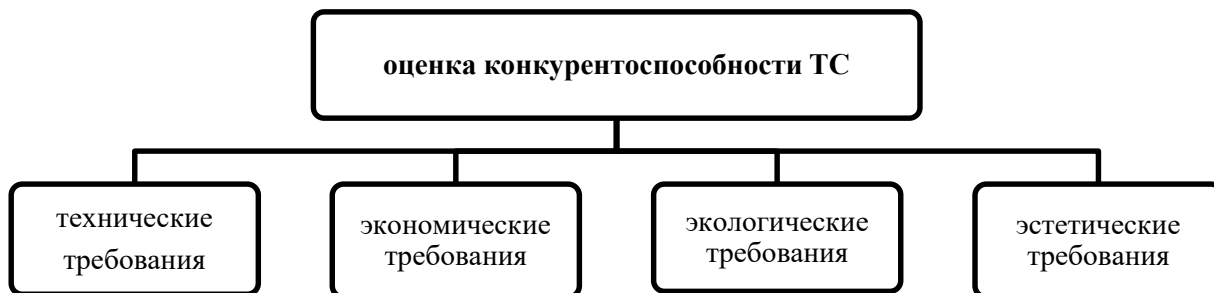 оценка конкурентоспособности ТС
технические
требования
экономические
требования
экологические
требования
эстетические
требования